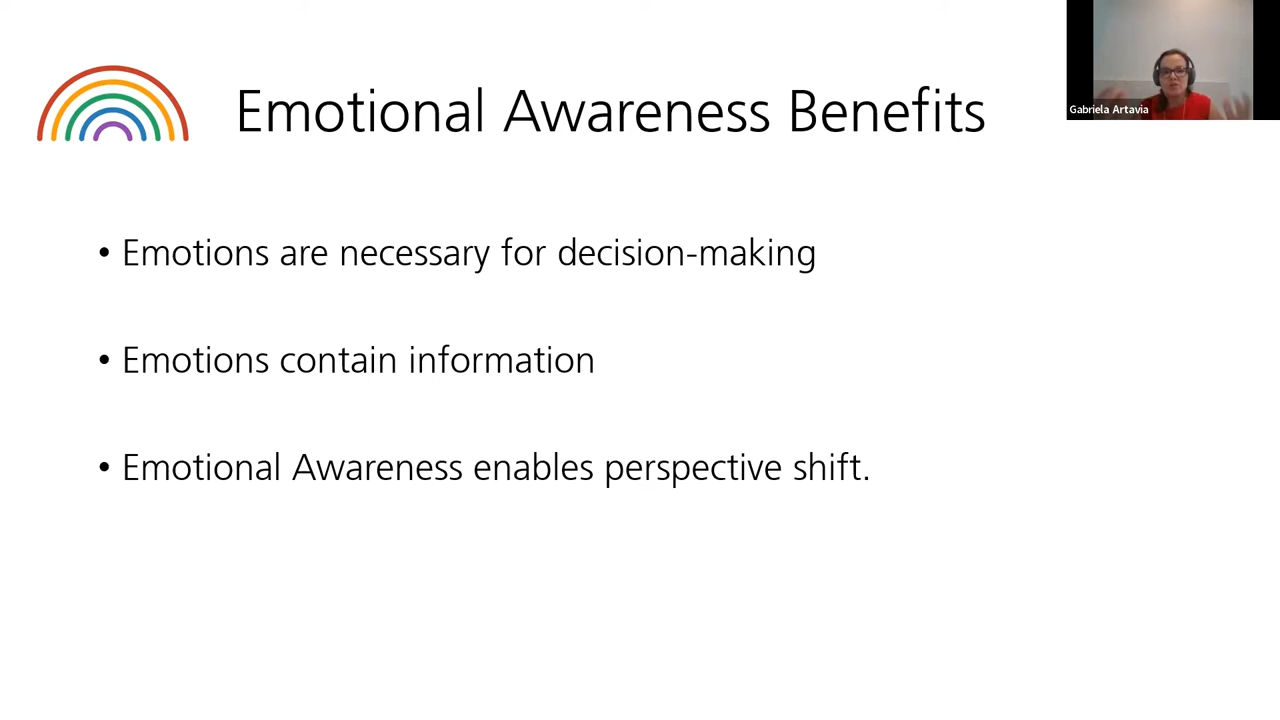 Emotional Awareness Benefits
Gabriela Artavia
• Emotions are necessary for decision-making
• Emotions contain information
• Emotional Awareness enables perspective shift.